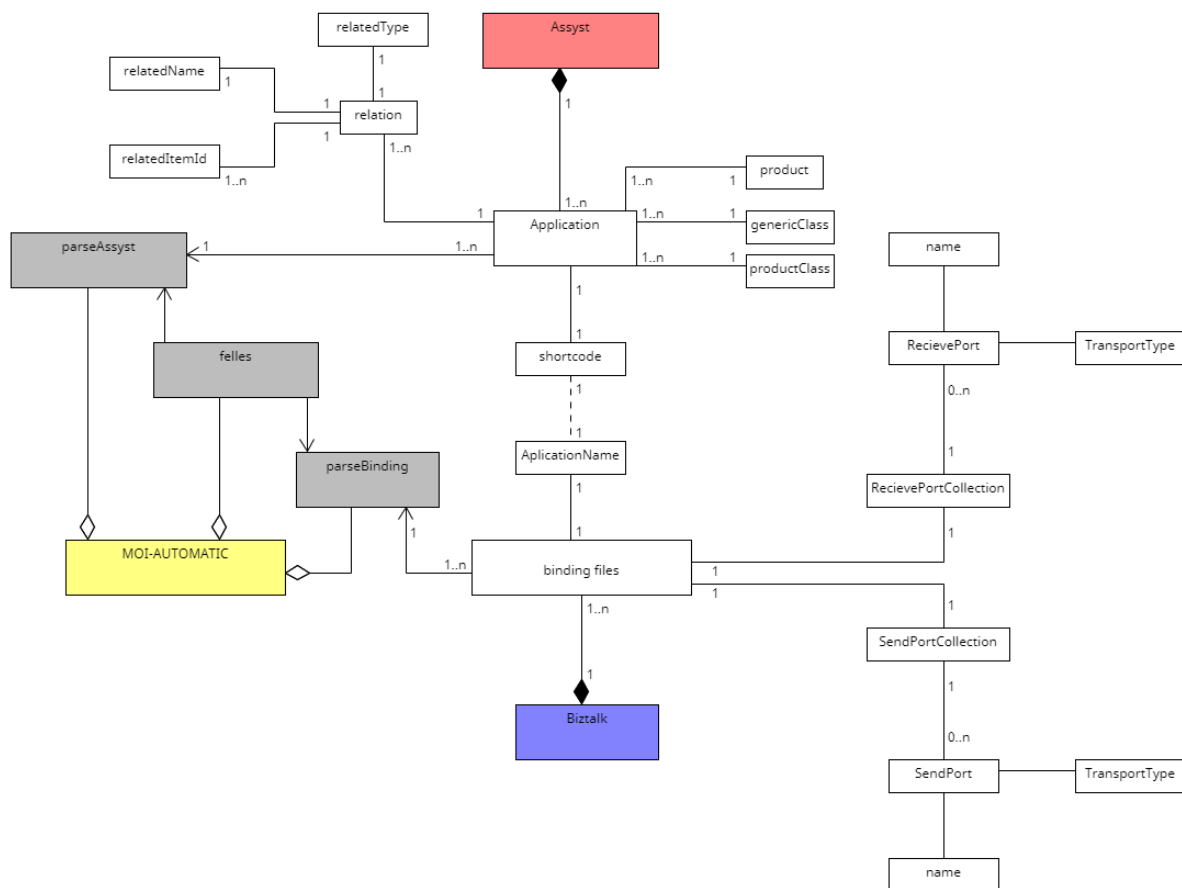 relatedType
Assyst
1
relatedName
1
1
1
1
relation
1
relatedItemId
1..n
1..n
product
1..n
1
1..n
1
Application
1..n
1
genericClass
parseAssyst
1
1..n
1..n
1
productClass
name
1
felles
1
shortcode
1
RecievePort
TransportType
0..n
1
AplicationName
parseBinding
1
1
RecievePortCollection
1
1
1
MOI-AUTOMATIC
1..n
binding files
1
1
1..n
1
SendPortCollection
1
1
Biztalk
0..n
SendPort
TransportType
name